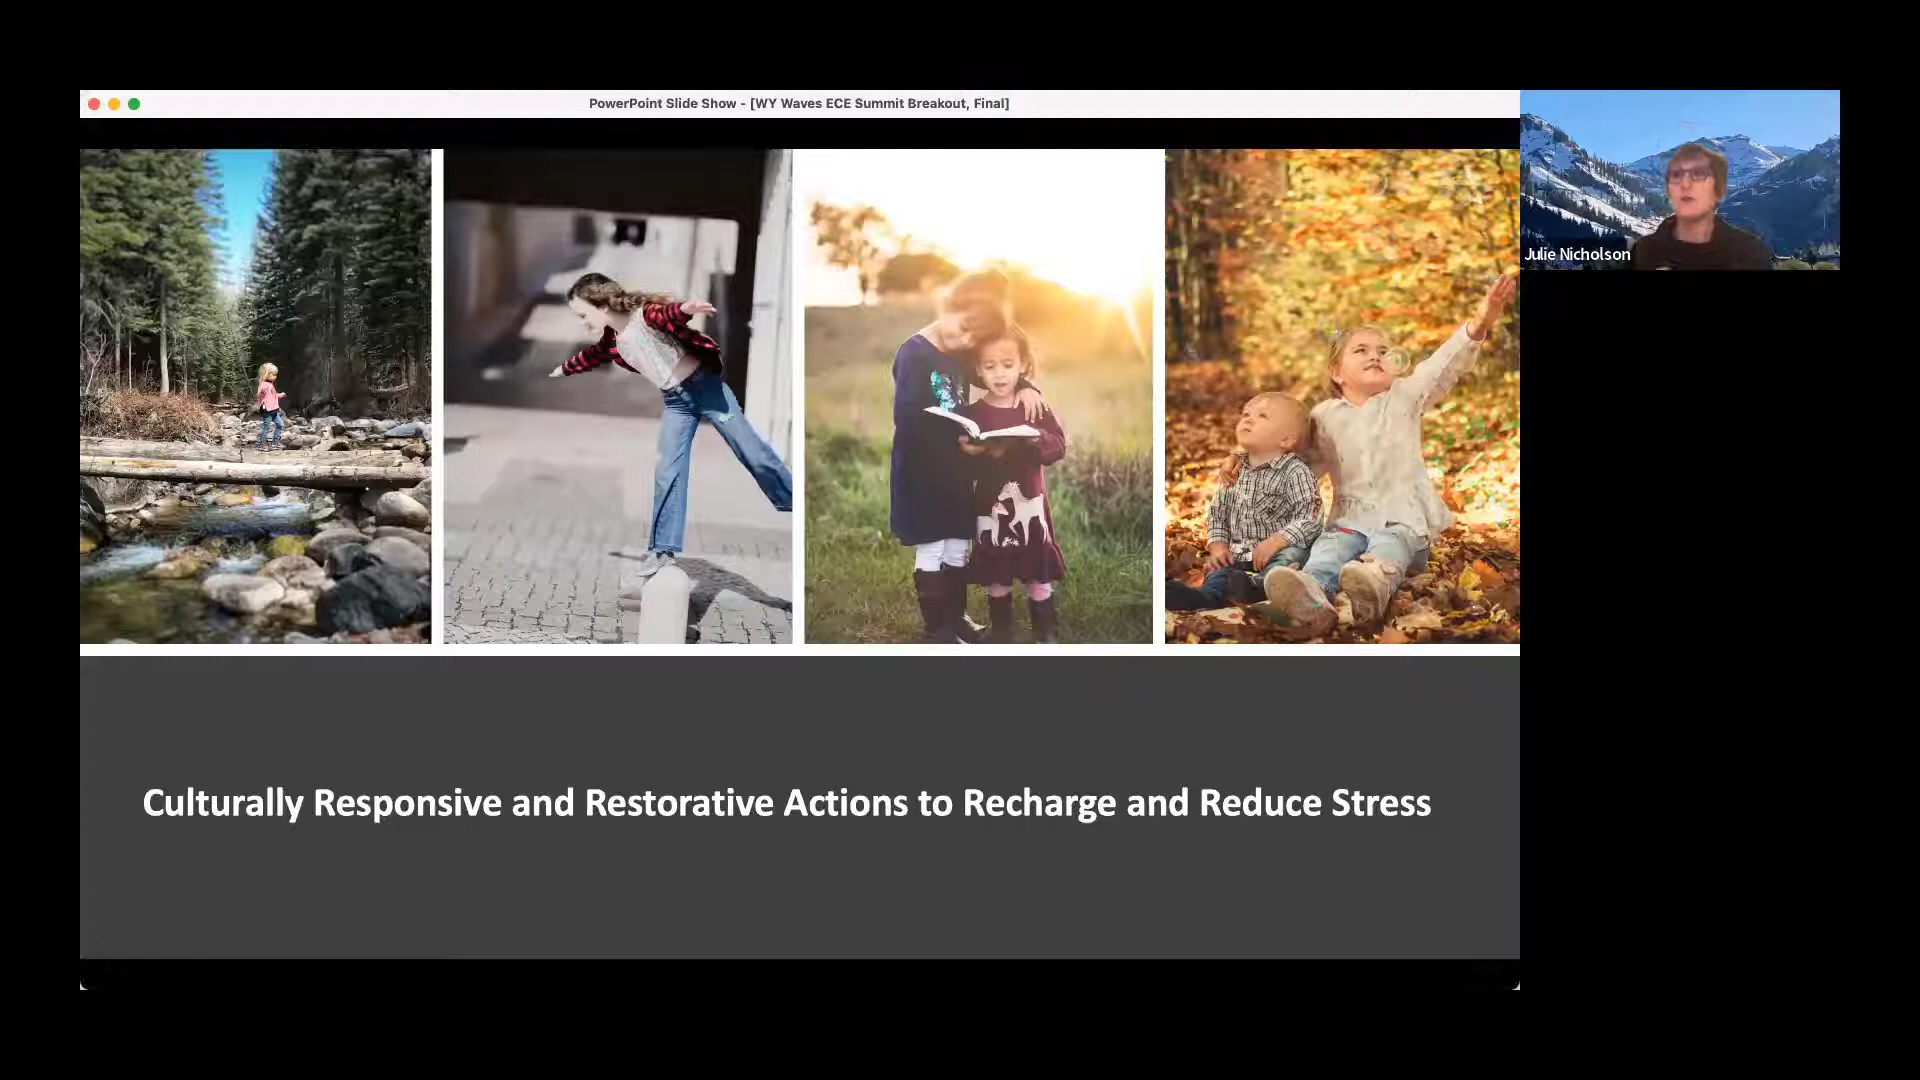 PowerPoint Slide Show - [WY Waves ECE Summit Breakout, Final]
Julie Nicholson
Culturally Responsive and Restorative Actions to Recharge and Reduce Stress